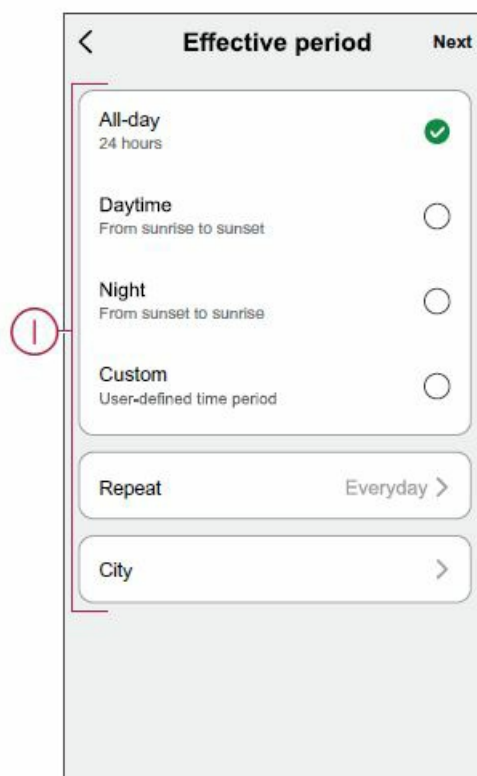 Effective period Next
All-day
24 hours
Daytime
From sunrise to sunset
Night
From sunset to sunrise
Custom
User-defined time period
Repeat Everyday
City
I